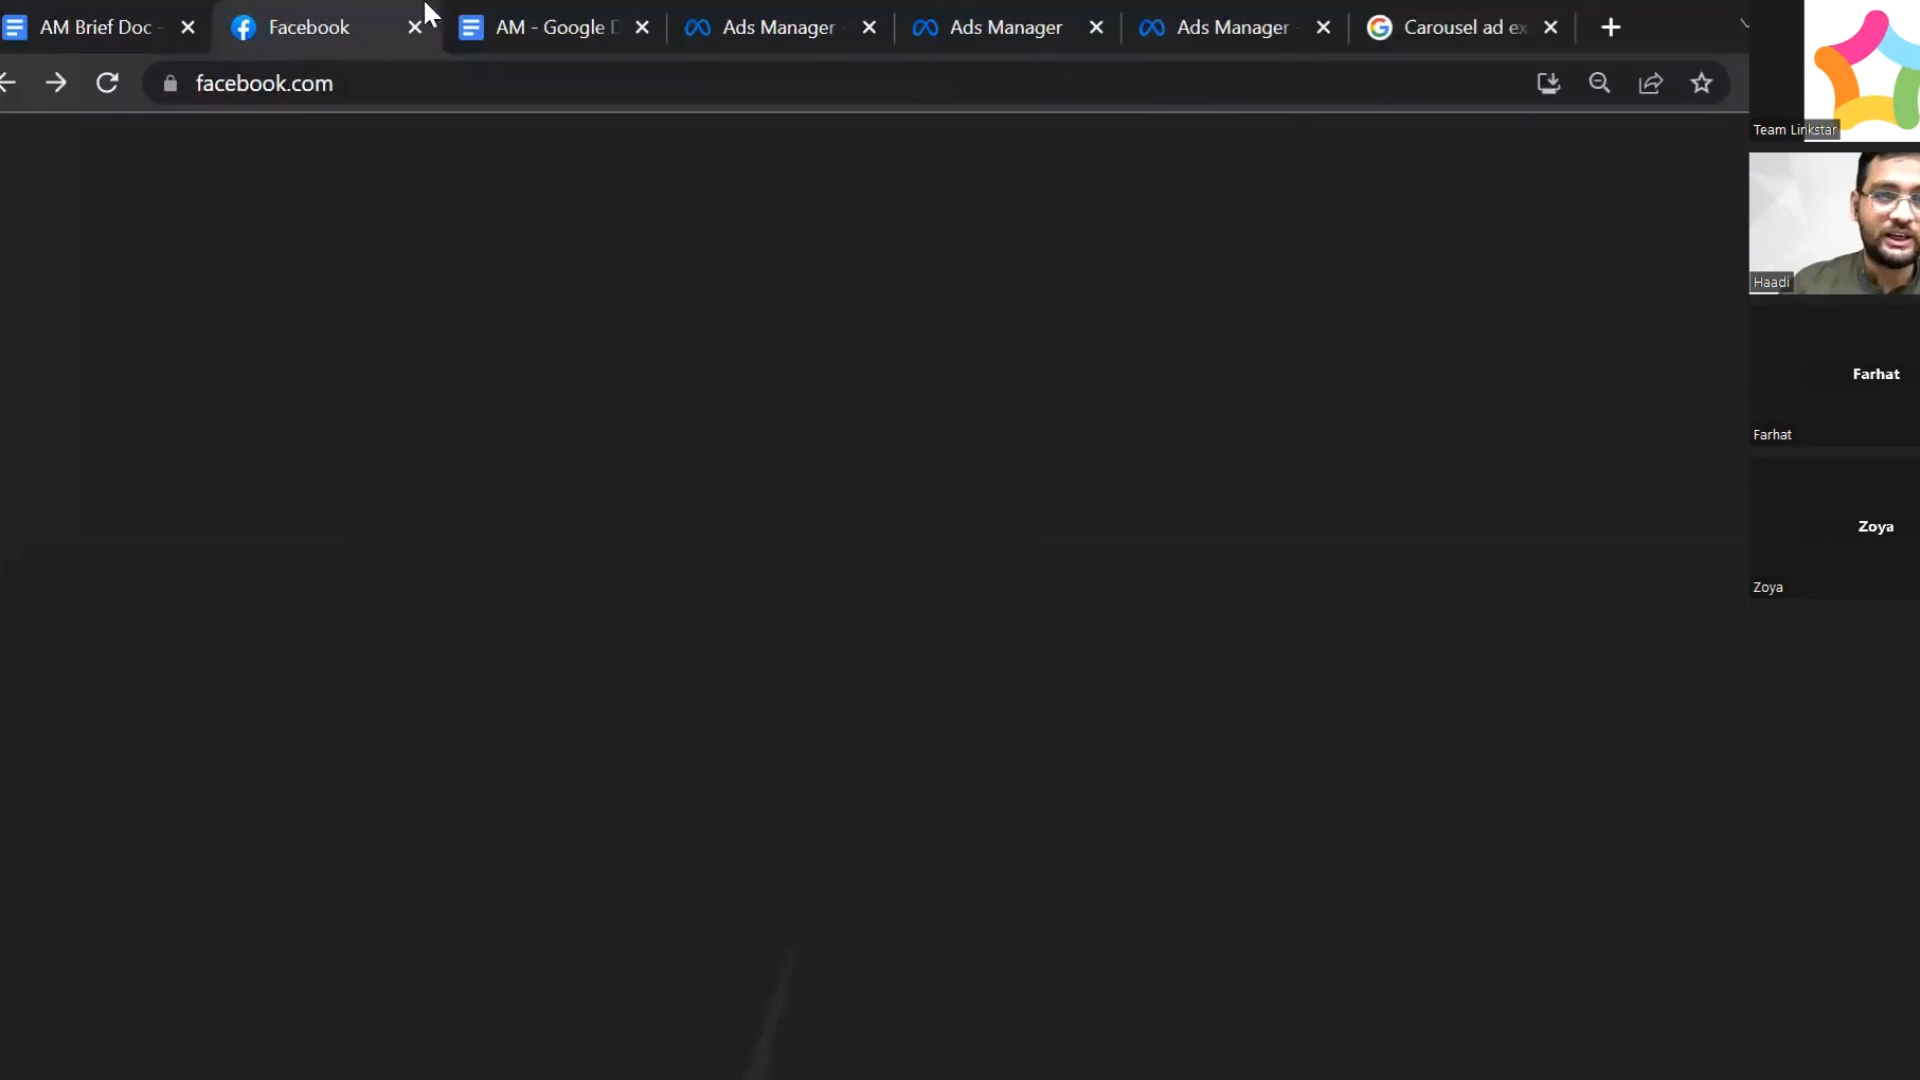 AM Brief Doc -
Facebook
AM - Google D
Ads Manager
Ads Manager
Ads Manager
Carousel ad ex
facebook.com
Team Linkstar
Haadi
Farhat
Farhat
Zoya
Zoya